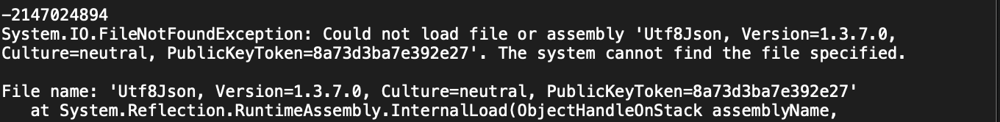 -2147024894
System.IO.FileNotFoundException: Could not load file or assembly 'Utf8Json, Version=1.3.7.0,
Culture=neutral, PublicKeyToken=8a73d3ba7e392e27'. The system cannot find the file specified.
File name: 'Utf8Json, Version=1.3.7.0, Culture=neutral, PublicKeyToken=8a73d3ba7e392e27'
at System.Reflection.RuntimeAssembly.InternalLoad(ObjectHandleOnStack assemblyName,